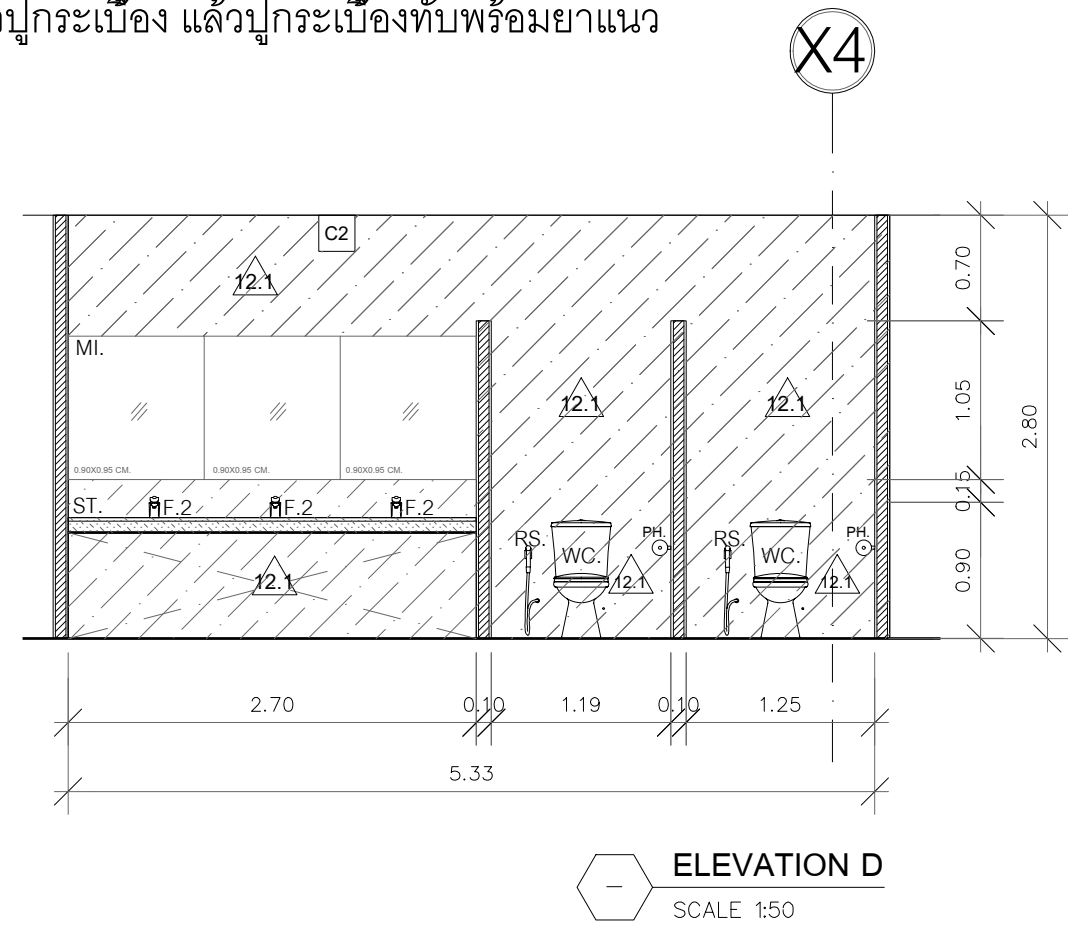 ปูกระเบื้อง แล้วปูกระเบื้องทับพร้อมยาแนว
X4
C2
12.1
0.70
MI.
12.1
12.1
1.05
2.80
0.90X0.95 CM.
0.90X0.95 CM.
0.90X0.95 CM.
ST.
F.2
F.2
F.2
0.15
RS.
WC.
PH.
RS.
WC.
PH.
12.1
12.1
12.1
0.90
2.70
0.10
1.19
0.10
1.25
5.33
ELEVATION D
SCALE 1:50